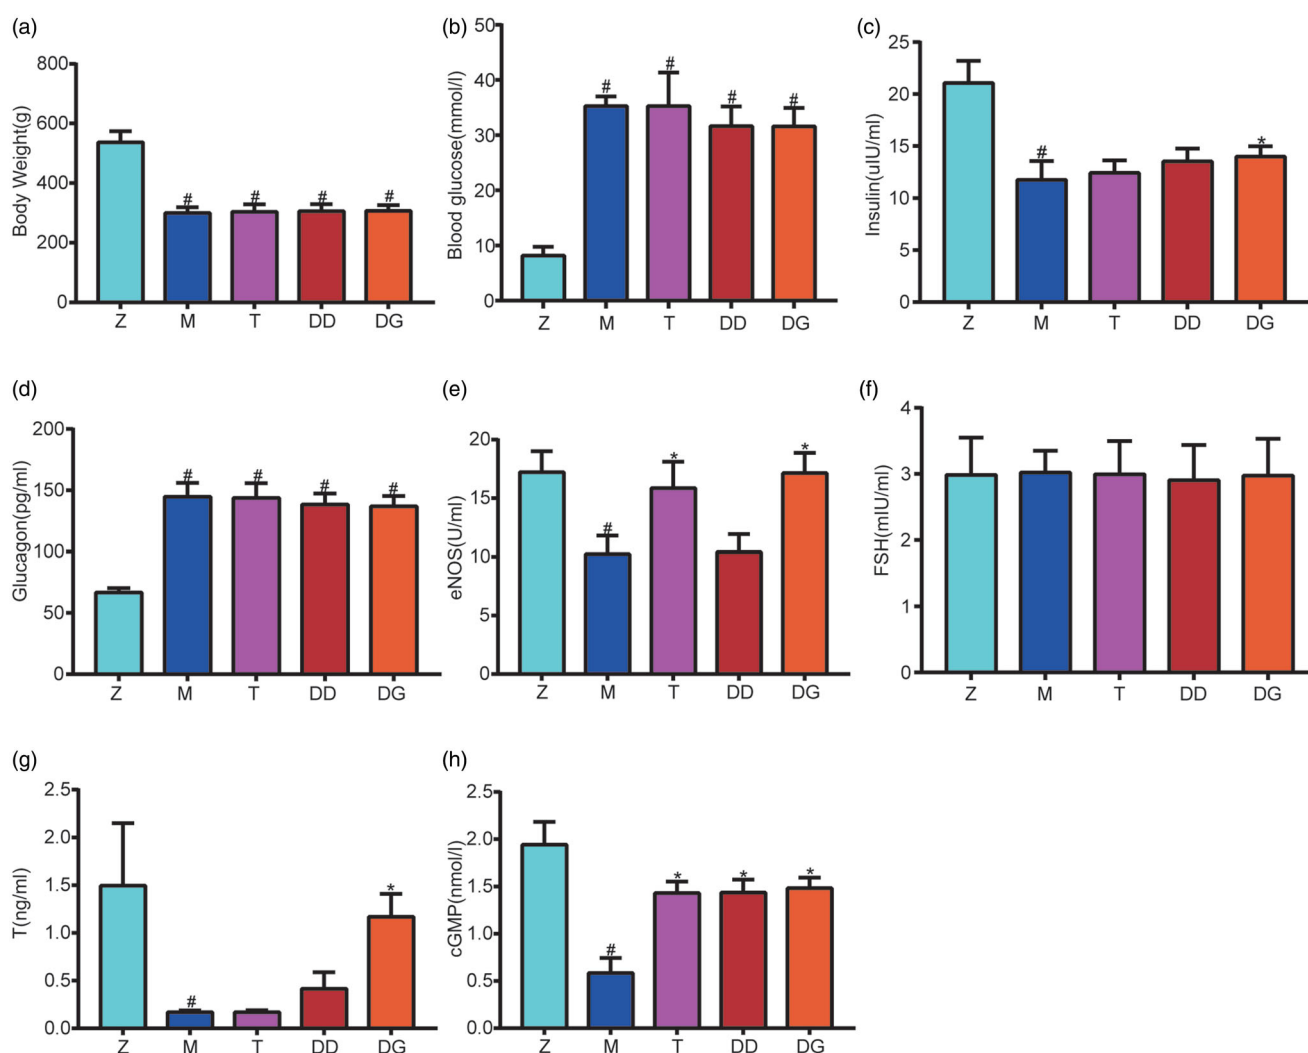 (a)
Body Weight(g)
800
600
400
200
0
# # # #
Z M T DD DG
(b)
Blood glucose(mmol/l)
50
40
30
20
10
0
# # # #
Z M T DD DG
(c)
Insulin(uIU/ml)
25
20
15
10
5
0
# *
Z M T DD DG
(d)
Glucagon(pg/ml)
200
150
100
50
0
# # # #
Z M T DD DG
(e)
eNOS(U/ml)
20
15
10
5
0
# * *
Z M T DD DG
(f)
FSH(mIU/ml)
4
3
2
1
0
Z M T DD DG
(g)
T(ng/ml)
2.5
2.0
1.5
1.0
0.5
0.0
# *
Z M T DD DG
(h)
cGMP(nmol/l)
2.5
2.0
1.5
1.0
0.5
0.0
# * * *
Z M T DD DG